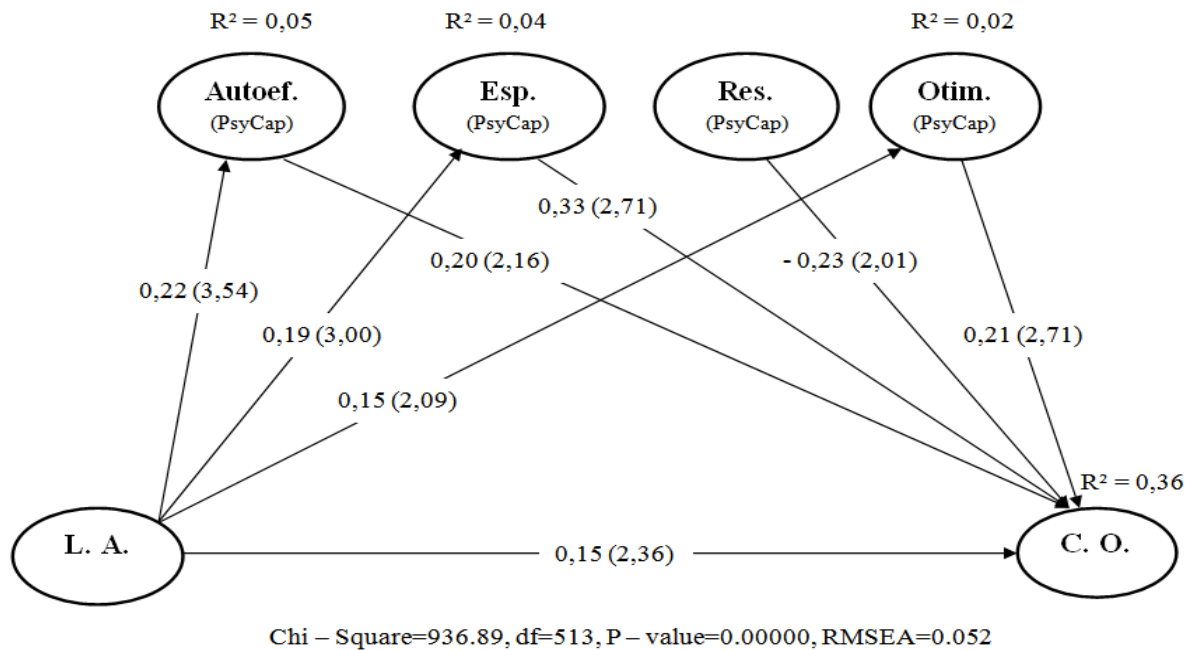 R² = 0,05
R² = 0,04
R² = 0,02
Autoef.
(PsyCap)
Esp.
(PsyCap)
Res.
(PsyCap)
Otim.
(PsyCap)
0,33 (2,71)
0,20 (2,16)
- 0,23 (2,01)
0,22 (3,54)
0,19 (3,00)
0,21 (2,71)
0,15 (2,09)
R² = 0,36
L. A.
0,15 (2,36)
C. O.
Chi – Square=936.89, df=513, P – value=0.00000, RMSEA=0.052